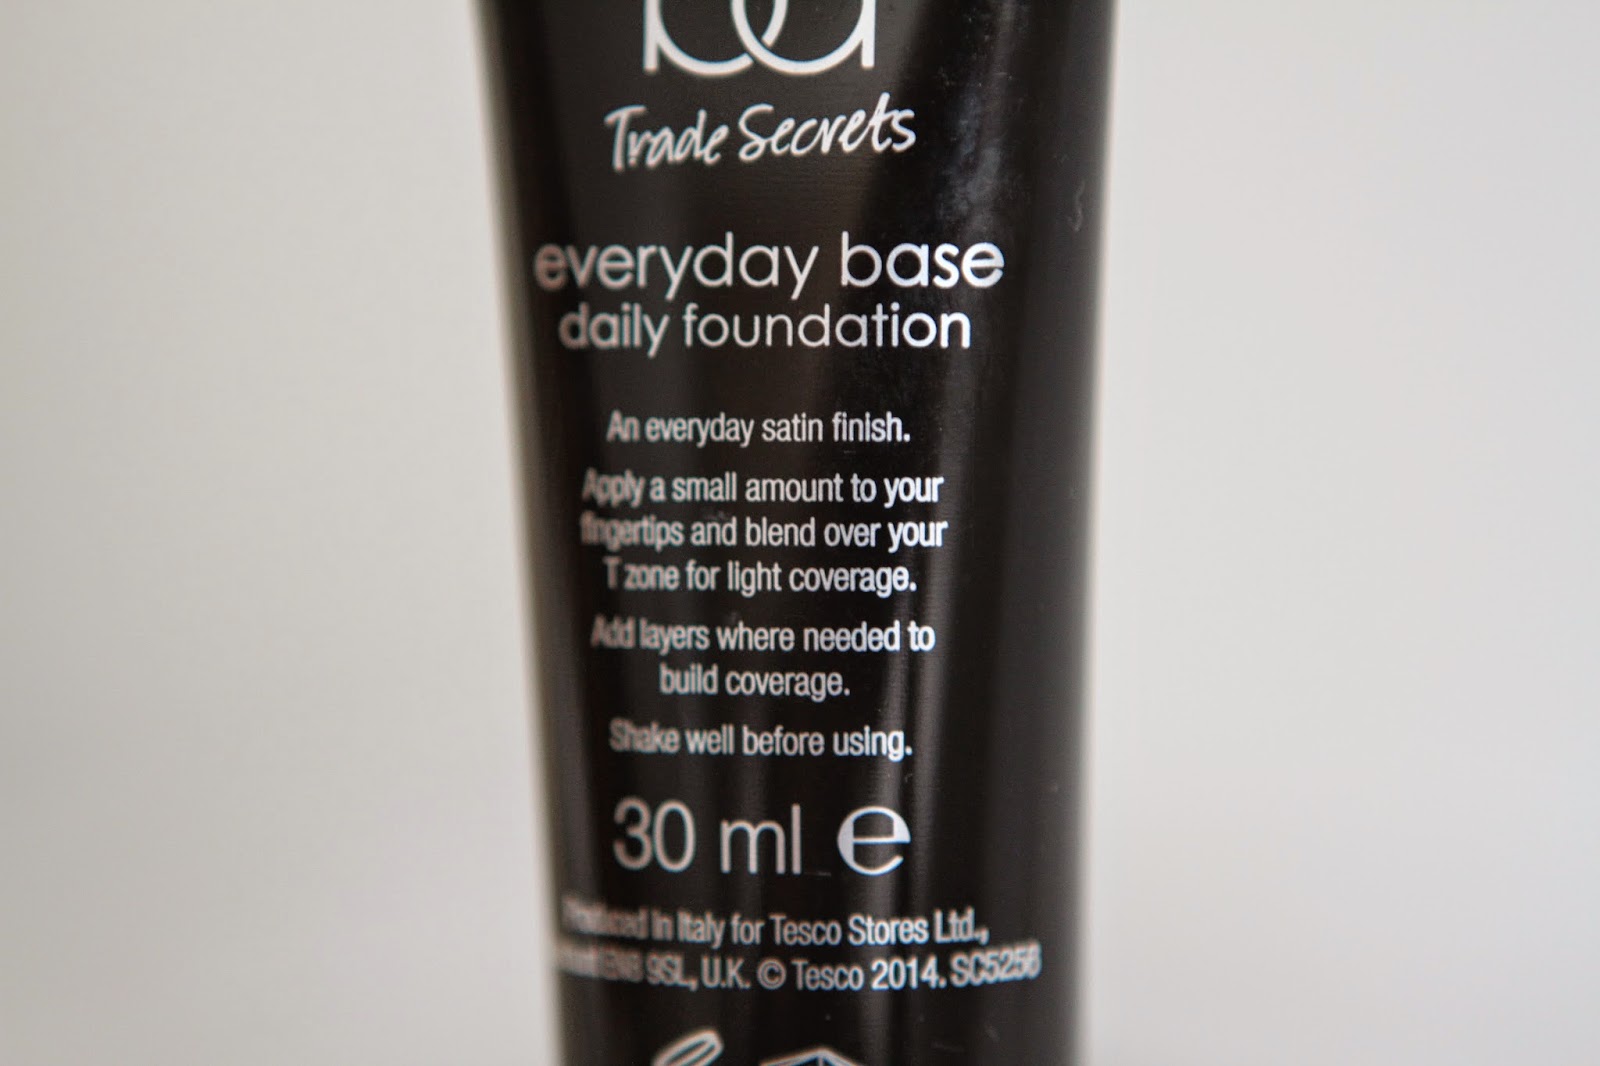 Trade Secrets
everyday base
daily foundation
An everyday satin finish.
Apply a small amount to your
fingertips and blend over your
T zone for light coverage.
Add layers where needed to
build coverage.
Shake well before using.
30 ml ℮
Produced in Italy for Tesco Stores Ltd.,
EN8 9SL, U.K. © Tesco 2014. SC5256